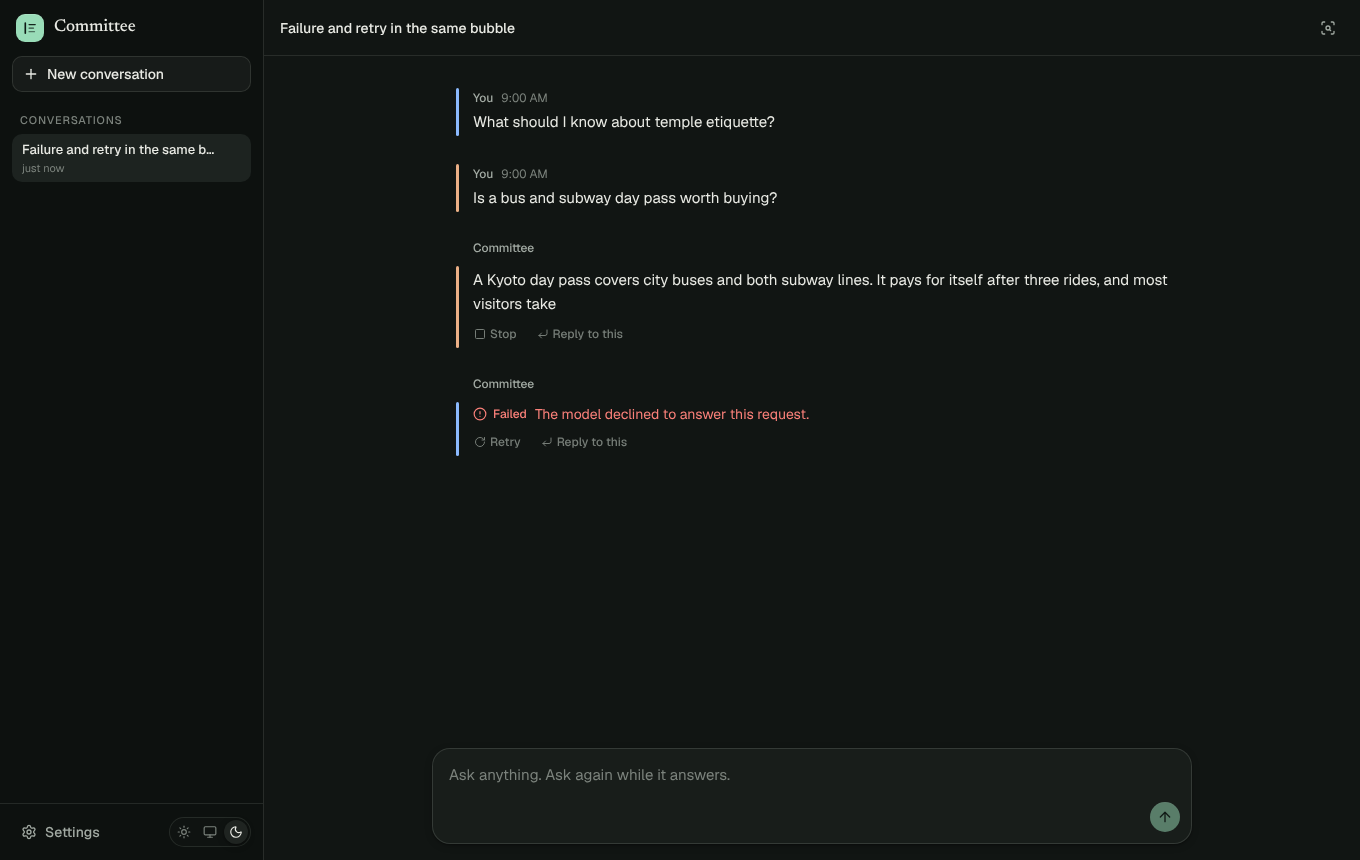 Committee
New conversation
CONVERSATIONS
Failure and retry in the same b...
just now
Settings
Failure and retry in the same bubble
You 9:00 AM
What should I know about temple etiquette?
You 9:00 AM
Is a bus and subway day pass worth buying?
Committee
A Kyoto day pass covers city buses and both subway lines. It pays for itself after three rides, and most
visitors take
Stop Reply to this
Committee
Failed The model declined to answer this request.
Retry Reply to this
Ask anything. Ask again while it answers.